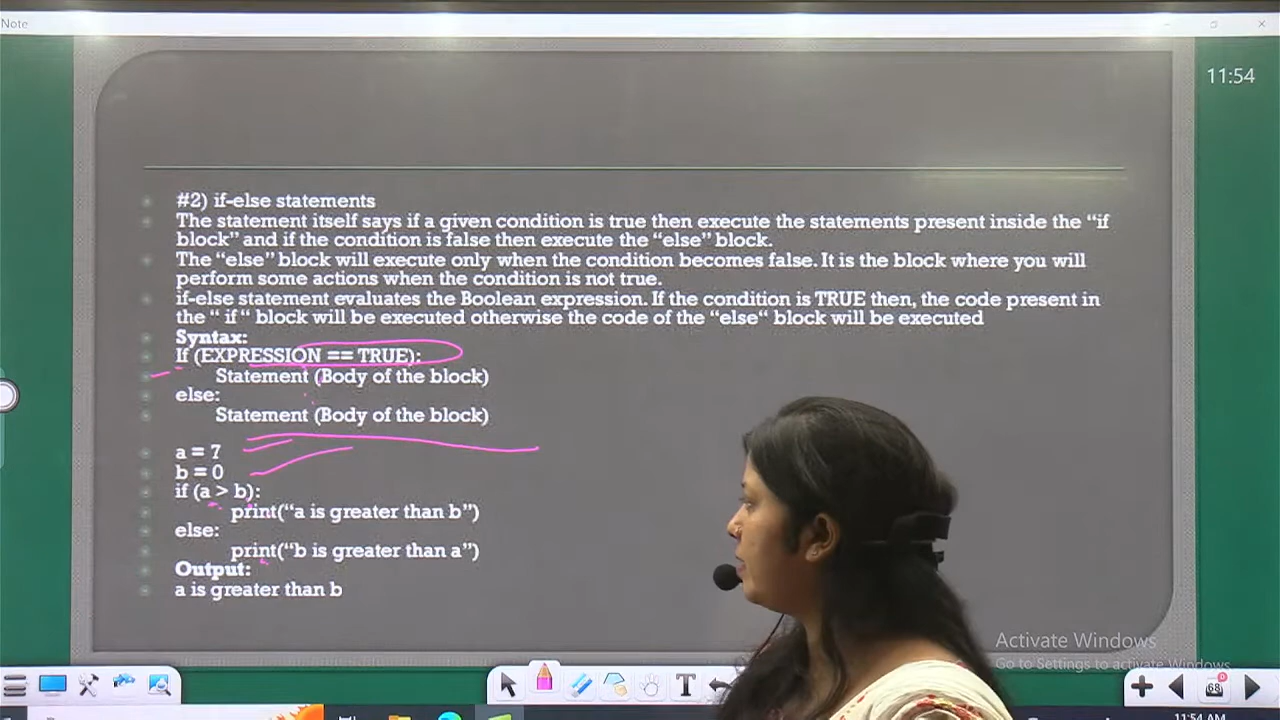 Note
11:54
#2) if-else statements
The statement itself says if a given condition is true then execute the statements present inside the “if
block” and if the condition is false then execute the “else” block.
The “else” block will execute only when the condition becomes false. It is the block where you will
perform some actions when the condition is not true.
if-else statement evaluates the Boolean expression. If the condition is TRUE then, the code present in
the “ if “ block will be executed otherwise the code of the “else“ block will be executed
Syntax:
If (EXPRESSION == TRUE):
Statement (Body of the block)
else:
Statement (Body of the block)
a = 7
b = 0
if (a > b):
print(“a is greater than b”)
else:
print(“b is greater than a”)
Output:
a is greater than b
Activate Windows
Go to Settings to activate Windows.
T
68
0
11:54 AM